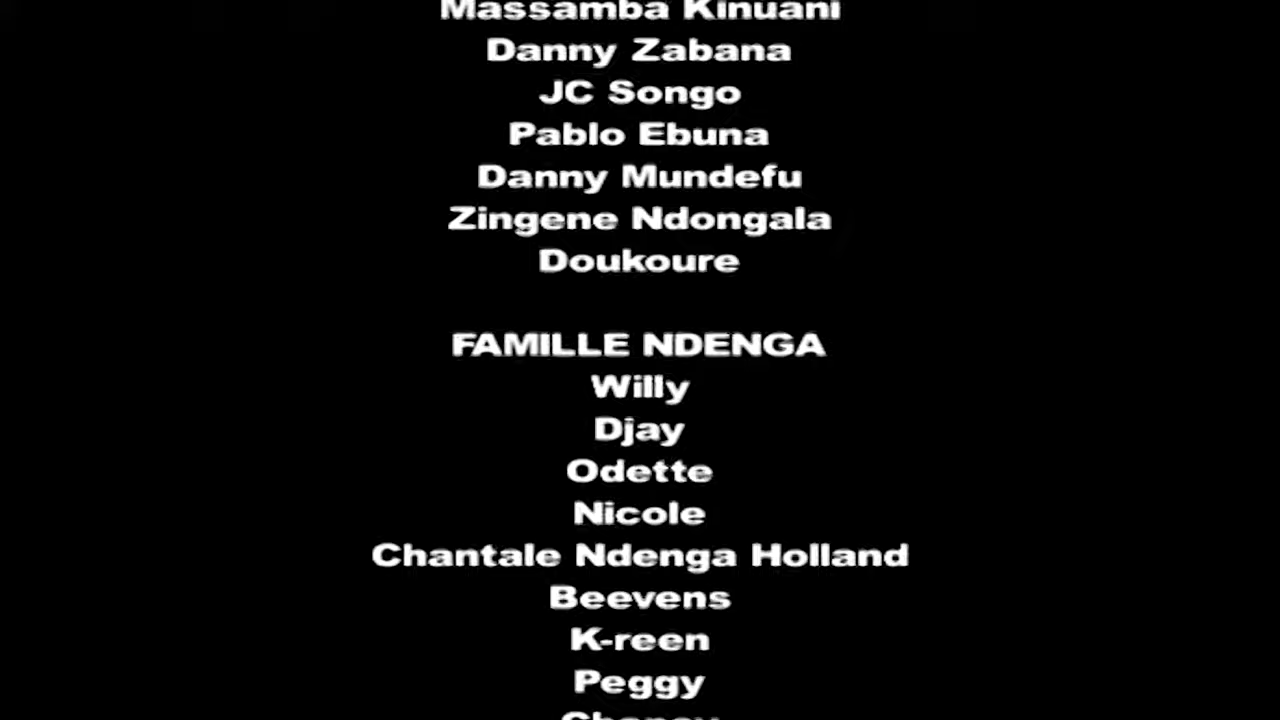 Massamba Kinuani
Danny Zabana
JC Songo
Pablo Ebuna
Danny Mundefu
Zingene Ndongala
Doukoure
FAMILLE NDENGA
Willy
Djay
Odette
Nicole
Chantale Ndenga Holland
Beevens
K-reen
Peggy